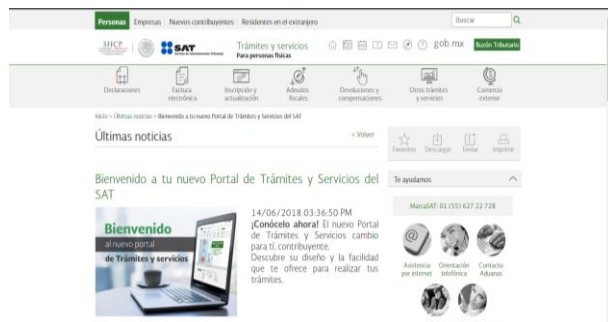 Personas Empresas Nuevos contribuyentes Residentes en el extranjero
Buscar
SHCP
SAT
Trámites y servicios
Para personas físicas
gob.mx
Buzón Tributario
Declaraciones
Factura electrónica
Inscripción y actualización
Adeudos fiscales
Devoluciones y compensaciones
Otros trámites y servicios
Comercio exterior
Inicio > Últimas noticias > Bienvenido a tu nuevo Portal de Trámites y Servicios del SAT
Últimas noticias
< Volver
Favoritos Descargar Enviar Imprimir
Bienvenido a tu nuevo Portal de Trámites y Servicios del
SAT
Bienvenido
al nuevo portal
de Trámites y servicios
14/06/2018 03:36:50 PM
¡Conócelo ahora! El nuevo Portal
de Trámites y Servicios cambio
para tí, contribuyente.
Descubre su diseño y la facilidad
que te ofrece para realizar tus
trámites.
Te ayudamos
MarcaSAT: 01 (55) 627 22 728
Asistencia por internet
Orientación telefónica
Contacto Aduanas